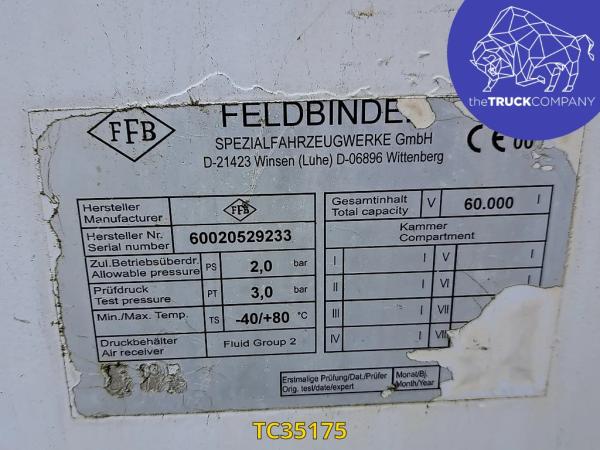 theTRUCKCOMPANY
FFB
FELDBINDE
SPEZIALFAHRZEUGWERKE GmbH
D-21423 Winsen (Luhe) D-06896 Wittenberg
CE 00
Hersteller
Manufacturer
FFB
Hersteller Nr.
Serial number
60020529233
Zul.Betriebsüberdr.
Allowable pressure
PS
2,0
bar
Prüfdruck
Test pressure
PT
3,0
bar
Min./Max. Temp.
TS
-40/+80
°C
Druckbehälter
Air receiver
Fluid Group 2
Gesamtinhalt
Total capacity
V
60.000
l
Kammer
Compartment
I
l
V
l
II
l
VI
l
III
l
VII
IV
l
VII
Erstmalige Prüfung/Dat./Prüfer
Orig. test/date/expert
Monat/Bj.
Month/Year
TC35175